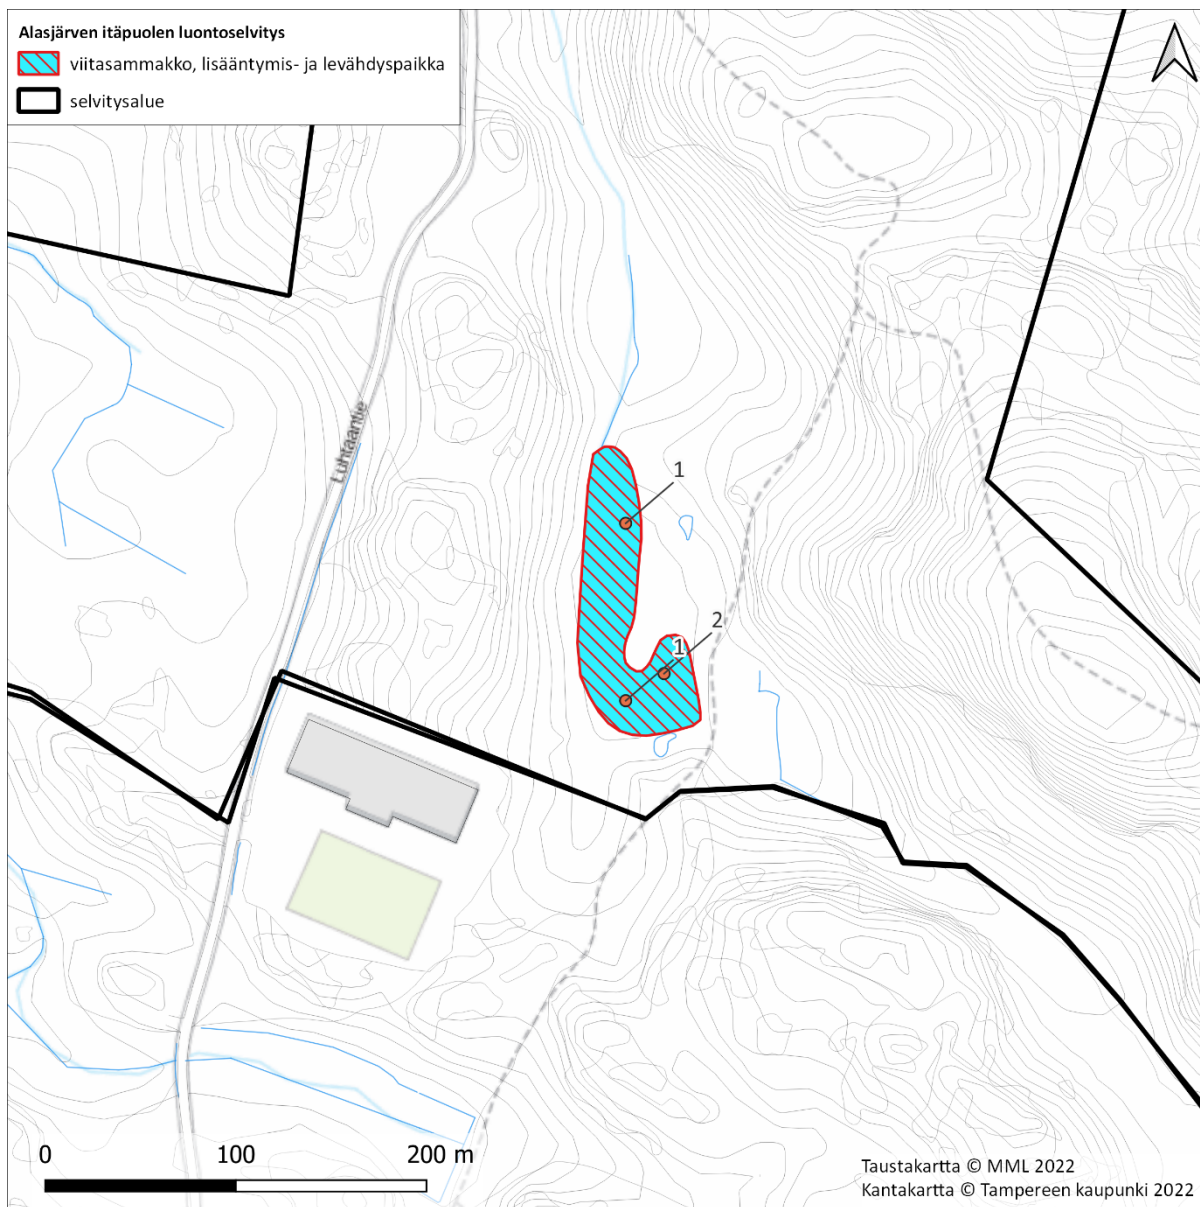 Alasjärven itäpuolen luontoselvitys
viitasammakko, lisääntymis- ja levähdyspaikka
selvitysalue
Luhtaantie
1
2
1
0 100 200 m
Taustakartta © MML 2022
Kantakartta © Tampereen kaupunki 2022